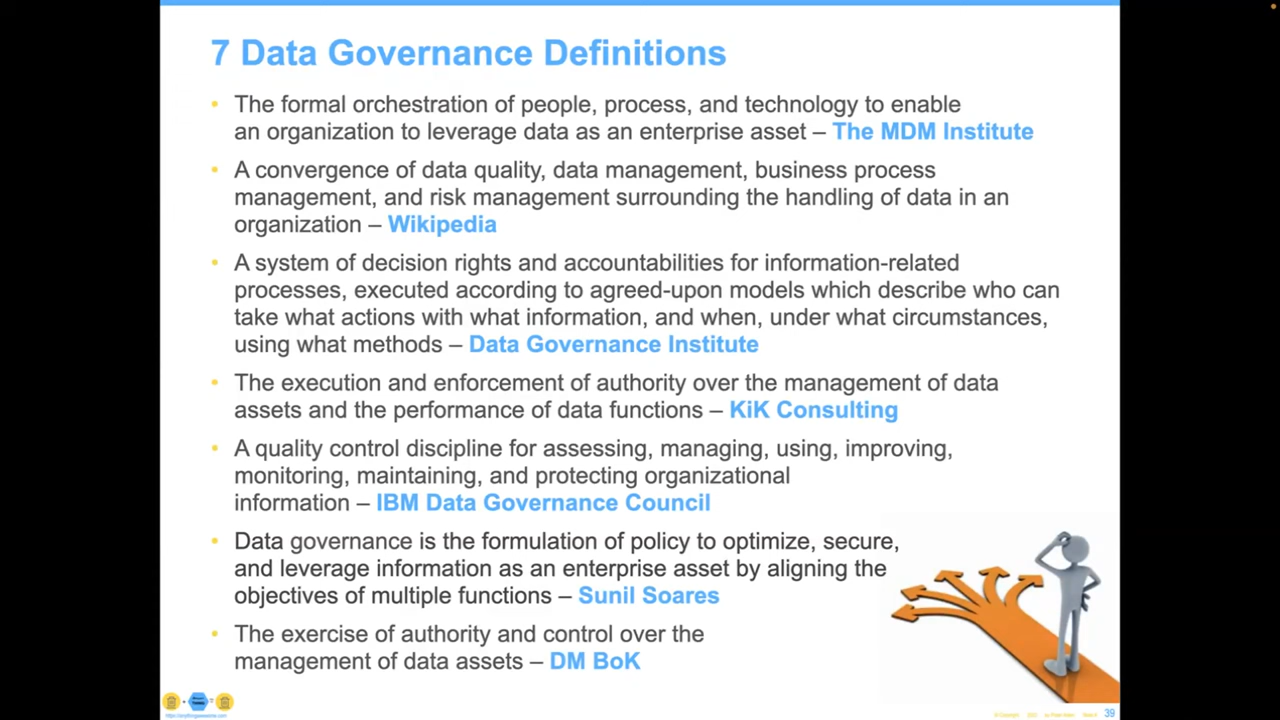 7 Data Governance Definitions
• The formal orchestration of people, process, and technology to enable
an organization to leverage data as an enterprise asset – The MDM Institute
• A convergence of data quality, data management, business process
management, and risk management surrounding the handling of data in an
organization – Wikipedia
• A system of decision rights and accountabilities for information-related
processes, executed according to agreed-upon models which describe who can
take what actions with what information, and when, under what circumstances,
using what methods – Data Governance Institute
• The execution and enforcement of authority over the management of data
assets and the performance of data functions – KiK Consulting
• A quality control discipline for assessing, managing, using, improving,
monitoring, maintaining, and protecting organizational
information – IBM Data Governance Council
• Data governance is the formulation of policy to optimize, secure,
and leverage information as an enterprise asset by aligning the
objectives of multiple functions – Sunil Soares
• The exercise of authority and control over the
management of data assets – DM BoK
39